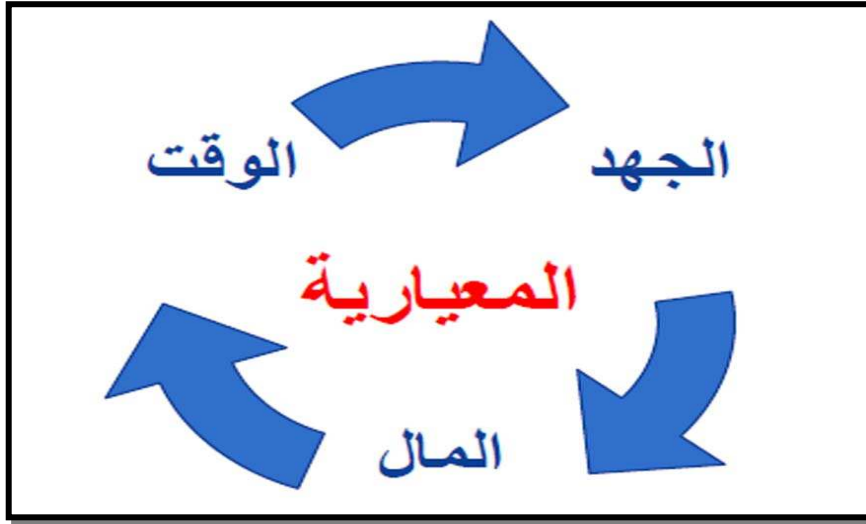 الجهد
الوقت
المعيارية
المال